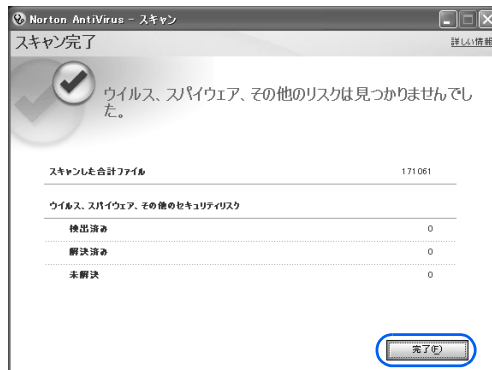 Norton AntiVirus - スキャン
スキャン完了
詳しい情報
ウイルス、スパイウェア、その他のリスクは見つかりませんでし
た。
スキャンした合計ファイル 171061
ウイルス、スパイウェア、その他のセキュリティリスク
検出済み 0
解決済み 0
未解決 0
完了(F)